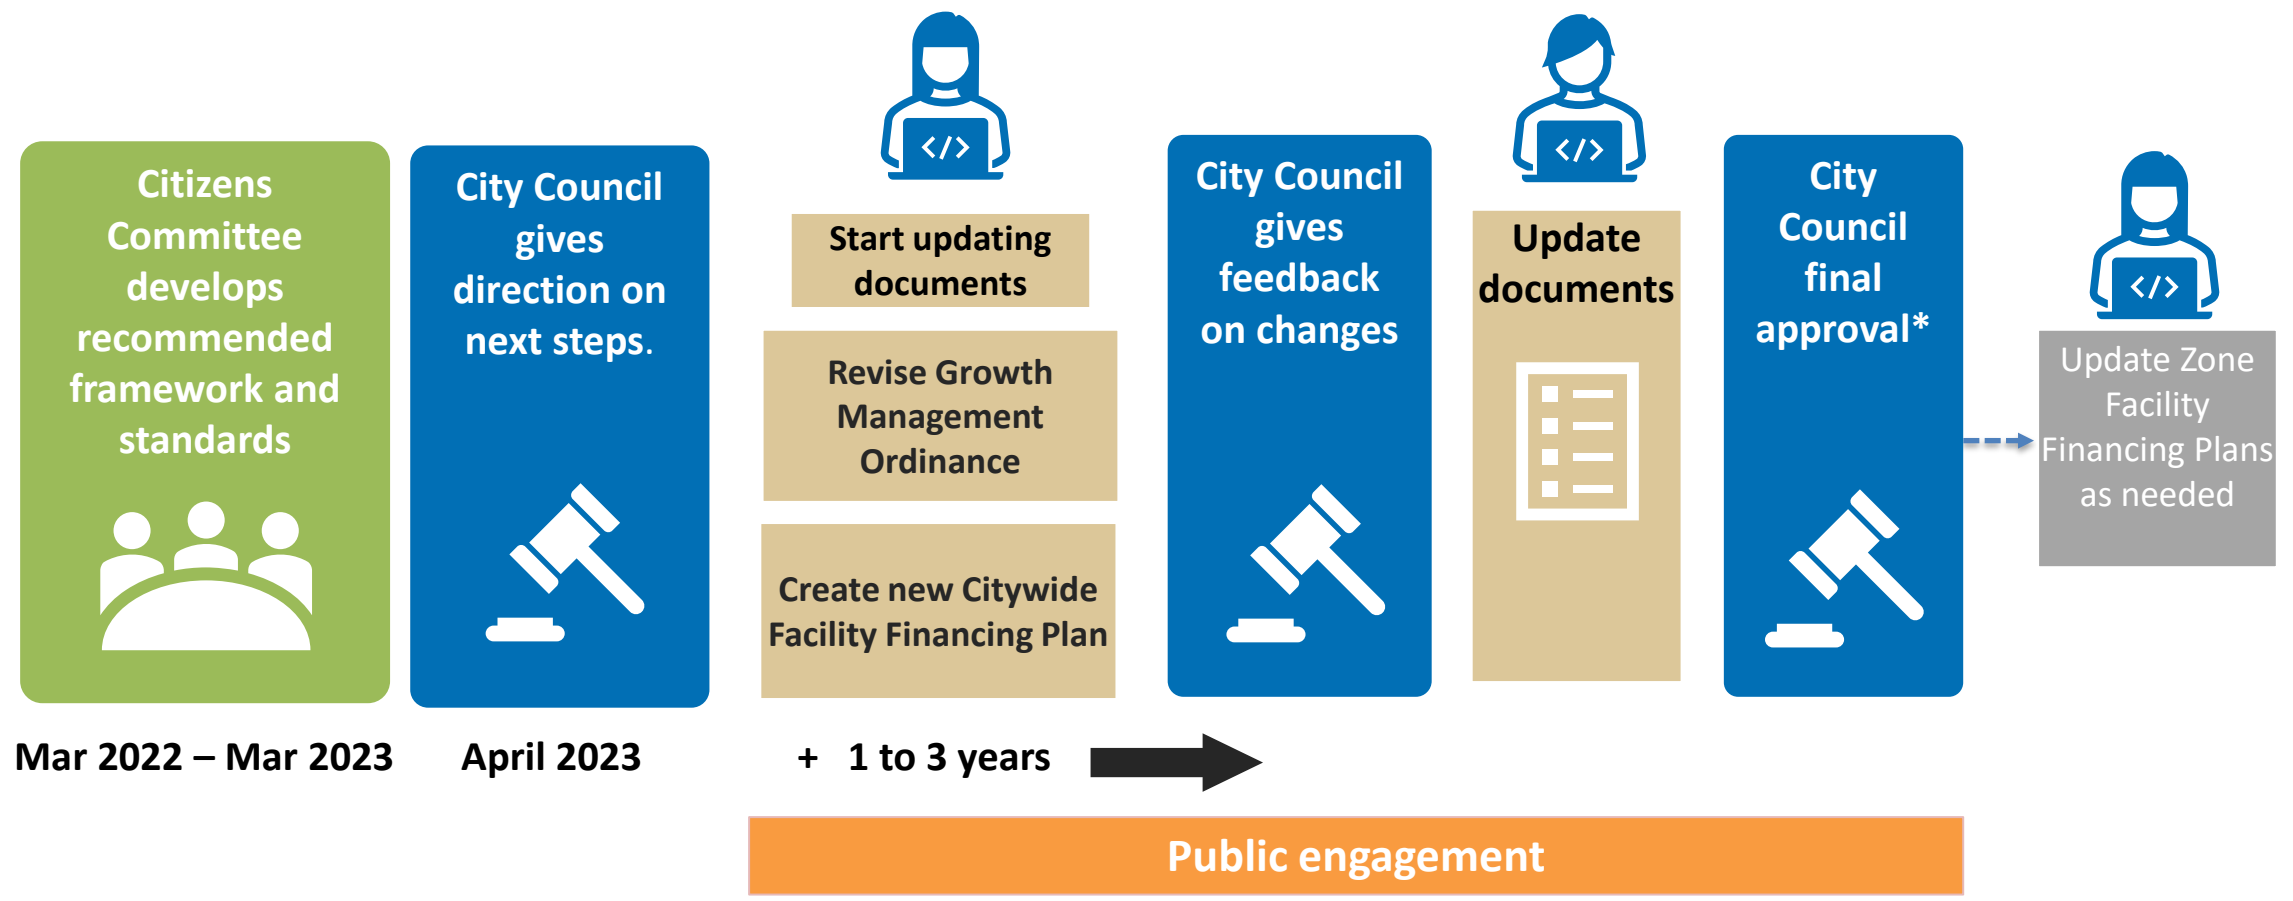 Citizens
Committee
develops
recommended
framework and
standards
City Council
gives
direction on
next steps.
Start updating
documents
Revise Growth
Management
Ordinance
Create new Citywide
Facility Financing Plan
City Council
gives
feedback
on changes
Update
documents
City
Council
final
approval*
Update Zone
Facility
Financing Plans
as needed
Mar 2022 – Mar 2023
April 2023
+ 1 to 3 years
Public engagement